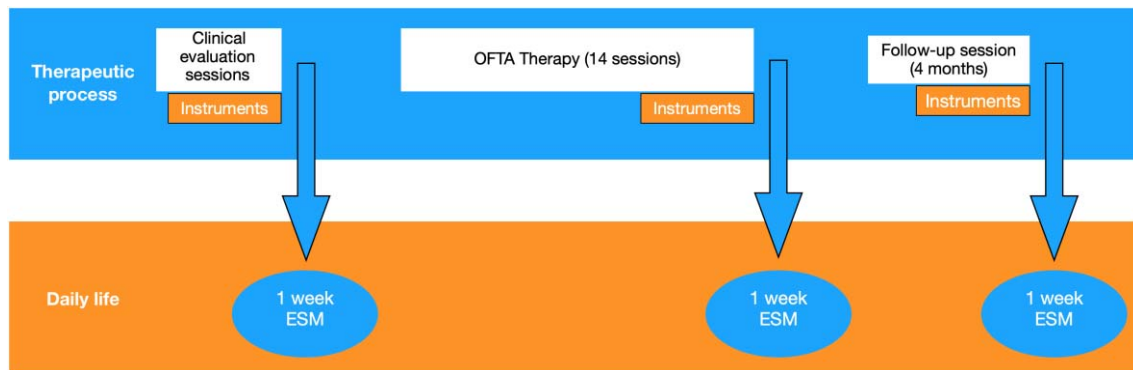 Therapeutic
process
Clinical
evaluation
sessions
Instruments
OFTA Therapy (14 sessions)
Instruments
Follow-up session
(4 months)
Instruments
Daily life
1 week
ESM
1 week
ESM
1 week
ESM